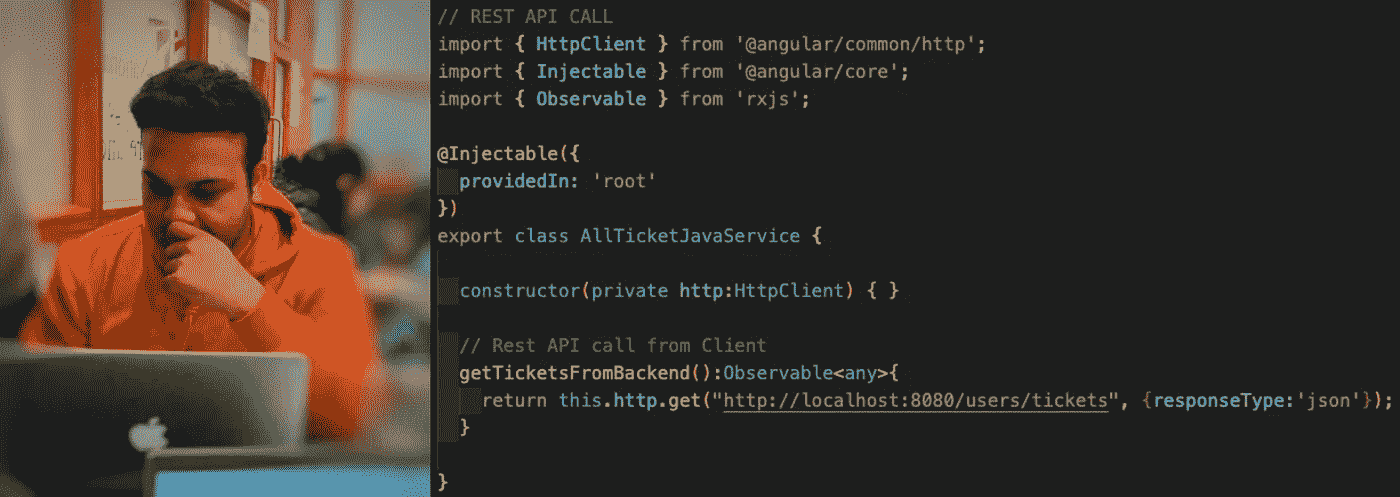 // REST API CALL
import { HttpClient } from '@angular/common/http';
import { Injectable } from '@angular/core';
import { Observable } from 'rxjs';
@Injectable({
providedIn: 'root'
})
export class AllTicketJavaService {
constructor(private http:HttpClient) { }
// Rest API call from Client
getTicketsFromBackend():Observable<any>{
return this.http.get("http://localhost:8080/users/tickets", {responseType:'json'});
}
}